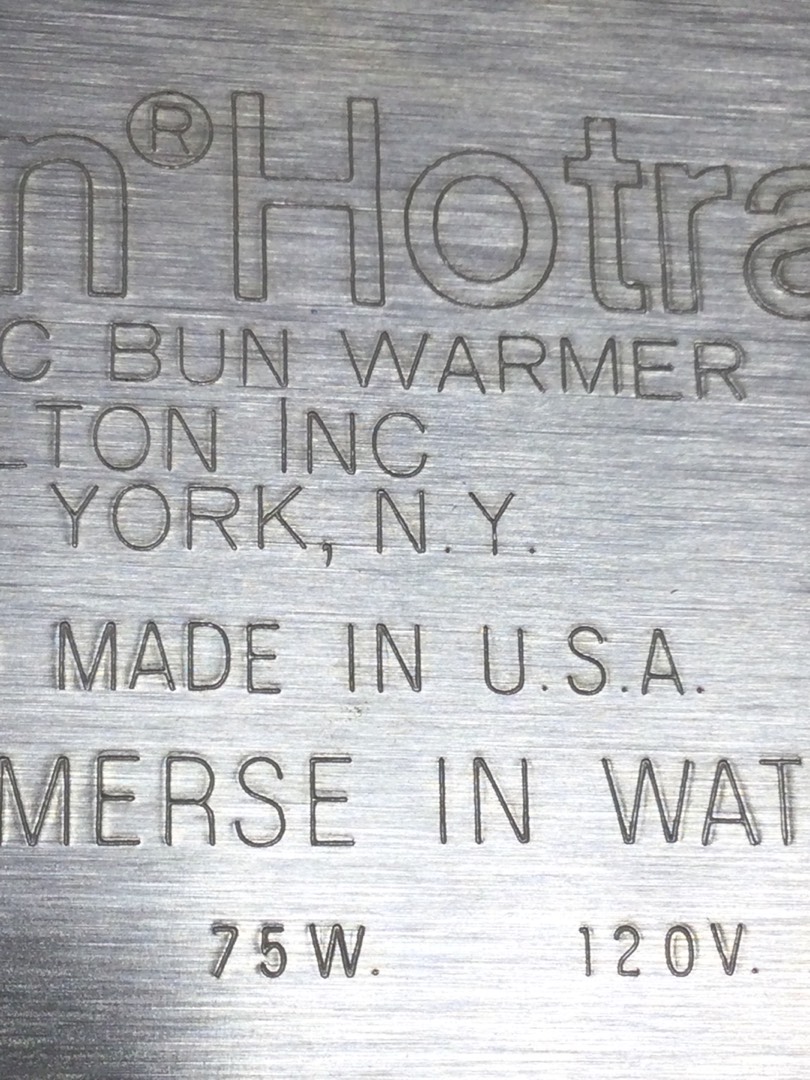 n® Hotra
C BUN WARMER
LTON INC
YORK, N.Y.
MADE IN U.S.A.
MERSE IN WAT
75W. 120V.